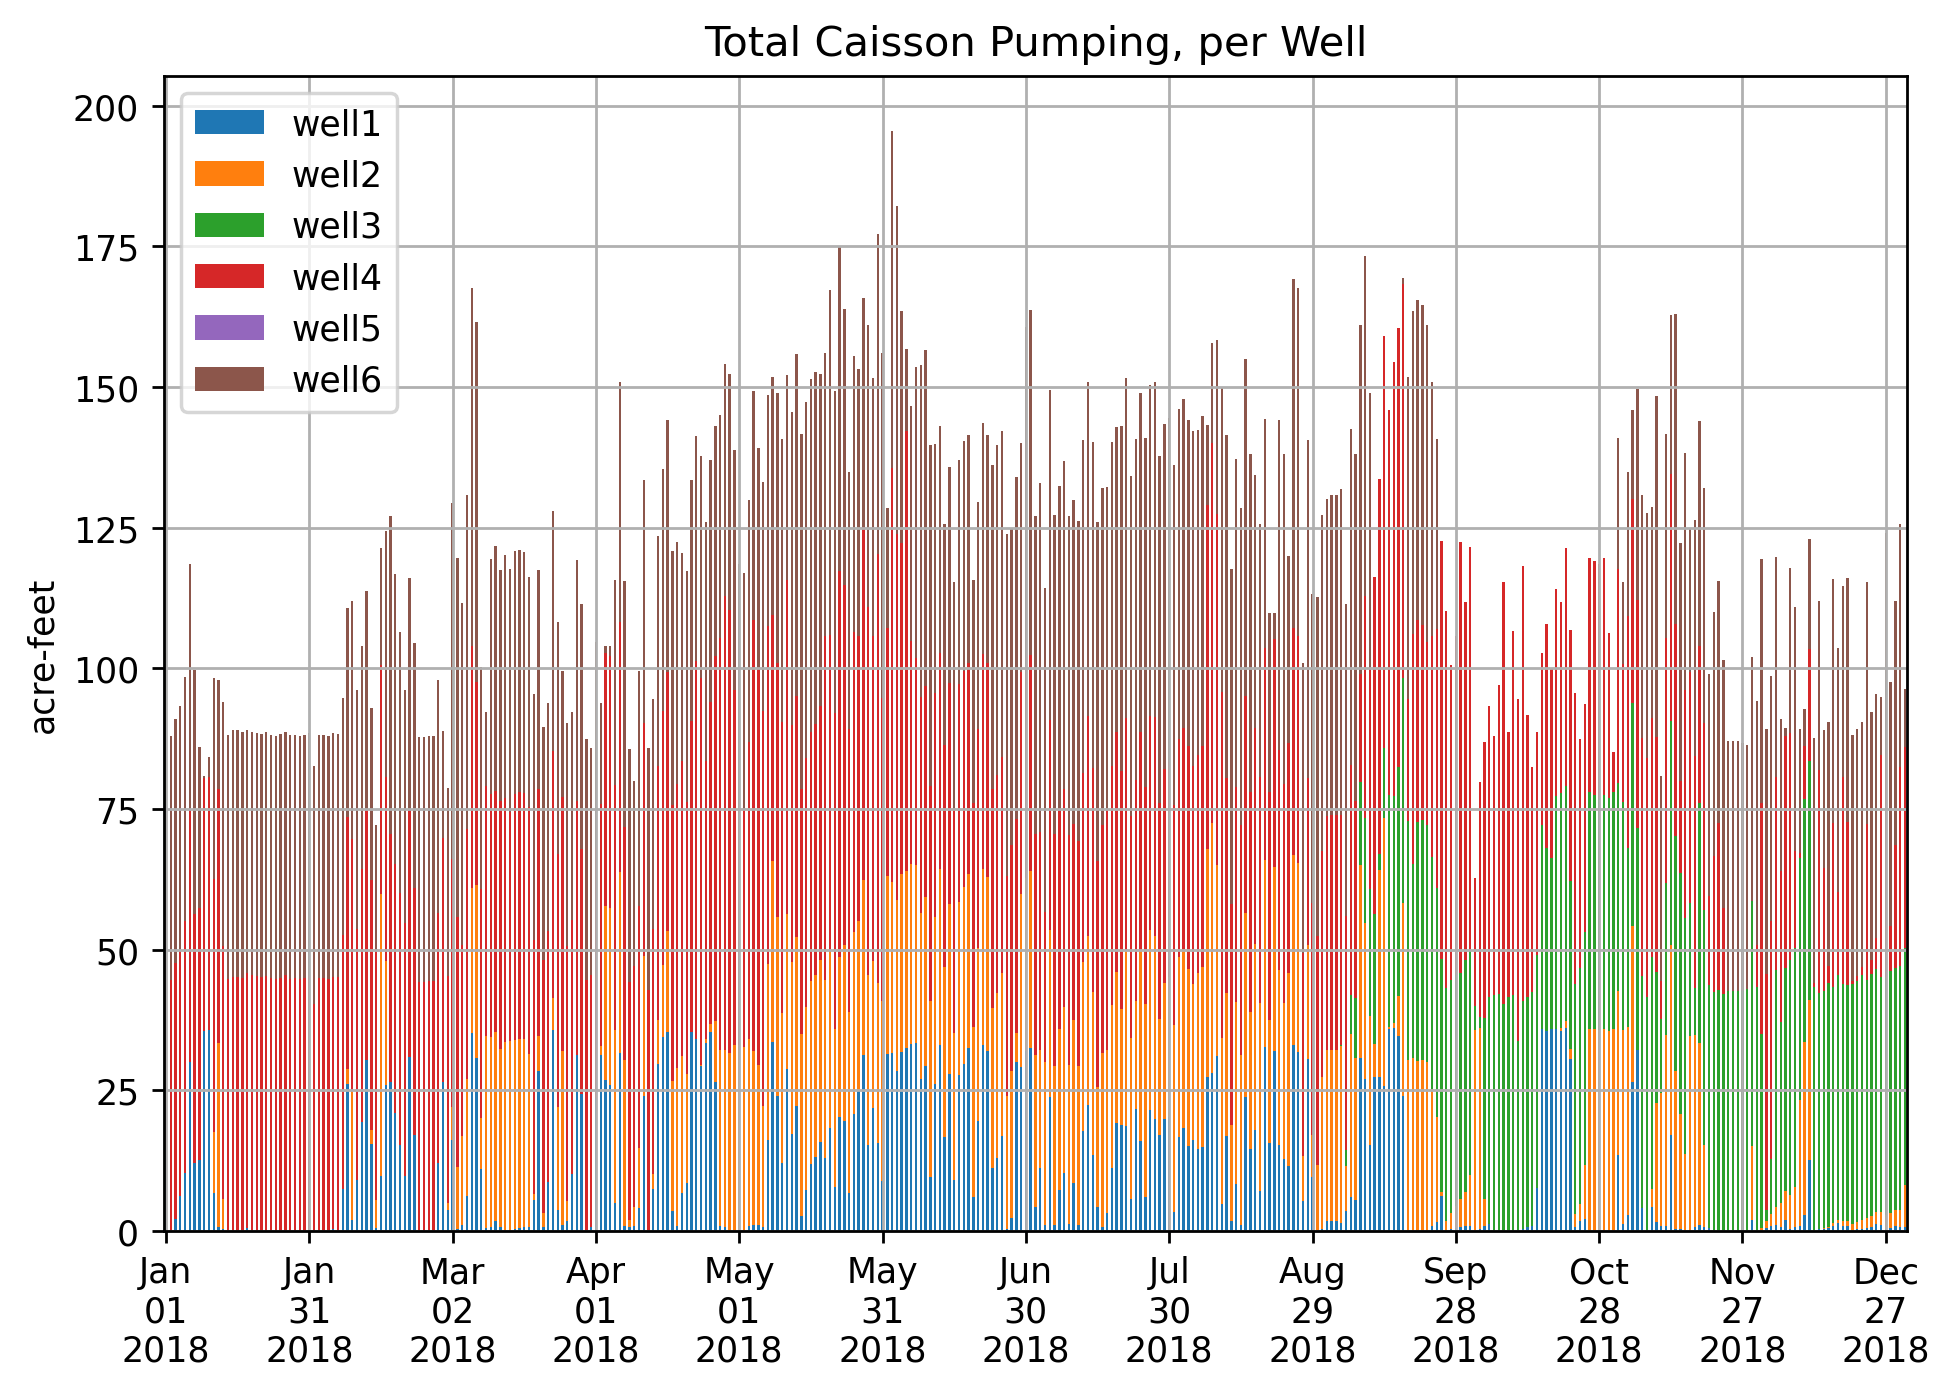 Total Caisson Pumping, per Well
acre-feet
200
175
150
125
100
75
50
25
0
well1
well2
well3
well4
well5
well6
Jan
01
2018
Jan
31
2018
Mar
02
2018
Apr
01
2018
May
01
2018
May
31
2018
Jun
30
2018
Jul
30
2018
Aug
29
2018
Sep
28
2018
Oct
28
2018
Nov
27
2018
Dec
27
2018